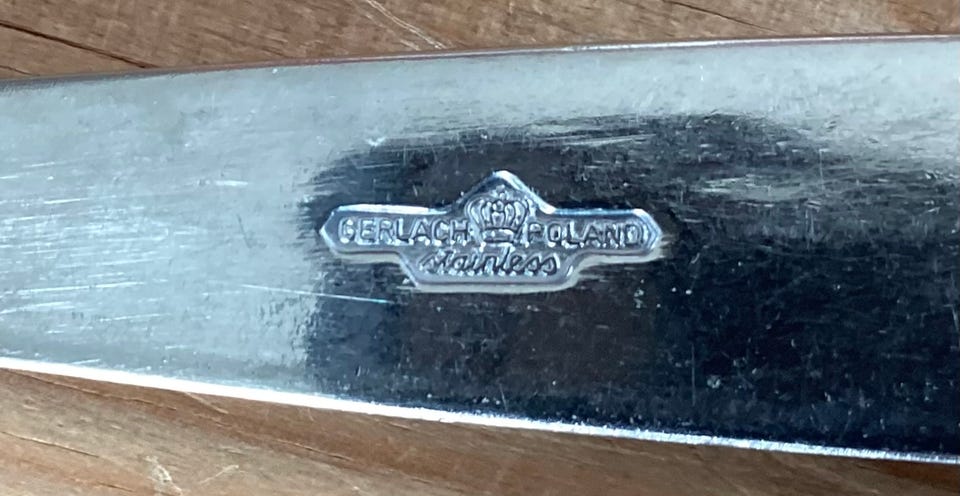 GERLACH POLAND
stainless